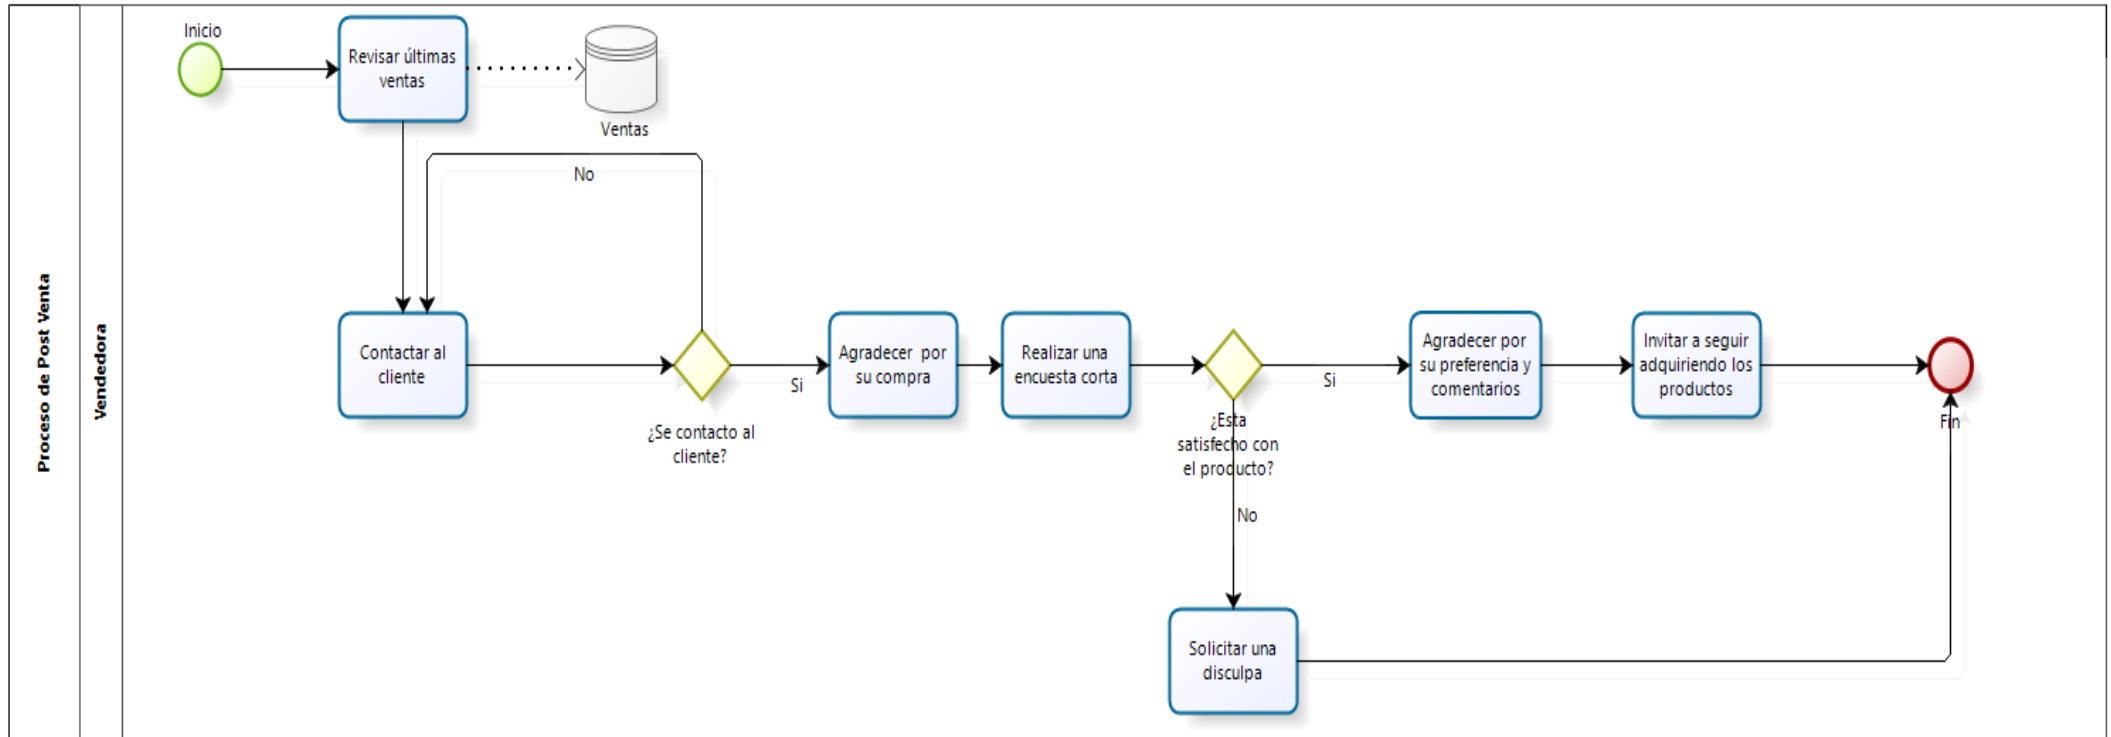 Proceso de Post Venta
Vendedora
Inicio
Revisar últimas
ventas
Ventas
No
Contactar al
cliente
¿Se contacto al
cliente?
Si
Agradecer por
su compra
Realizar una
encuesta corta
¿Esta
satisfecho con
el producto?
Si
No
Agradecer por
su preferencia y
comentarios
Invitar a seguir
adquiriendo los
productos
Fin
Solicitar una
disculpa